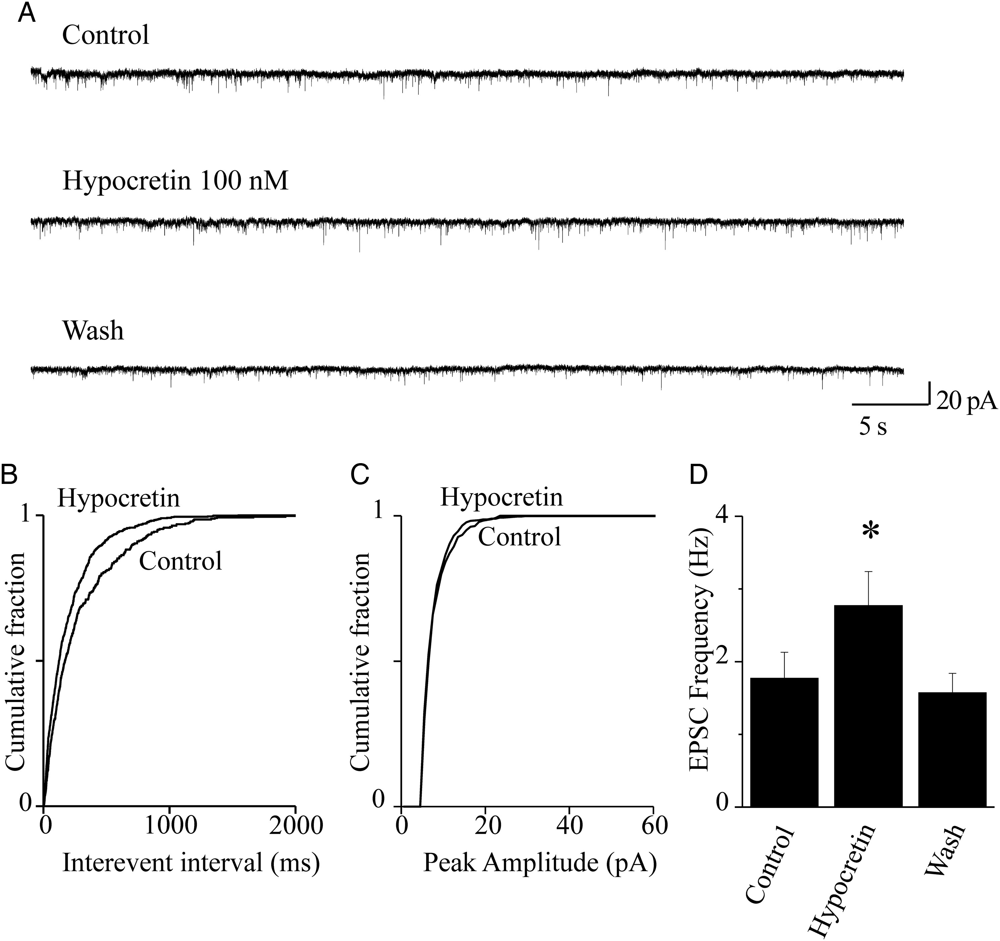 A
Control
Hypocretin 100 nM
Wash
20 pA
5 s
B
Hypocretin
Control
1
0
Cumulative fraction
0 1000 2000
Interevent interval (ms)
C
Hypocretin
Control
1
0
Cumulative fraction
0 20 40 60
Peak Amplitude (pA)
D
*
4
2
0
EPSC Frequency (Hz)
Control
Hypocretin
Wash